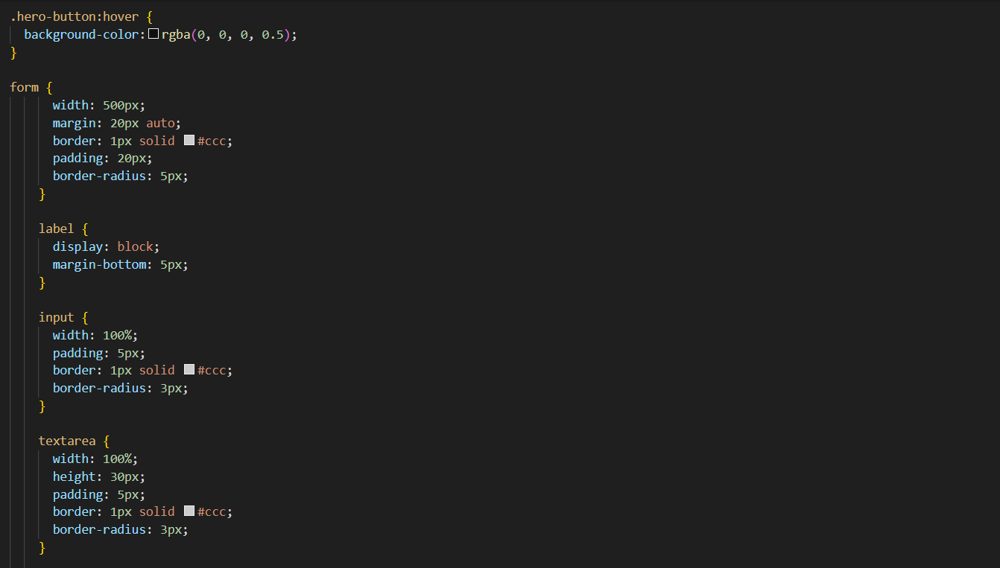 .hero-button:hover {
  background-color: rgba(0, 0, 0, 0.5);
}

form {
      width: 500px;
      margin: 20px auto;
      border: 1px solid #ccc;
      padding: 20px;
      border-radius: 5px;
    }

    label {
      display: block;
      margin-bottom: 5px;
    }

    input {
      width: 100%;
      padding: 5px;
      border: 1px solid #ccc;
      border-radius: 3px;
    }

    textarea {
      width: 100%;
      height: 30px;
      padding: 5px;
      border: 1px solid #ccc;
      border-radius: 3px;
    }